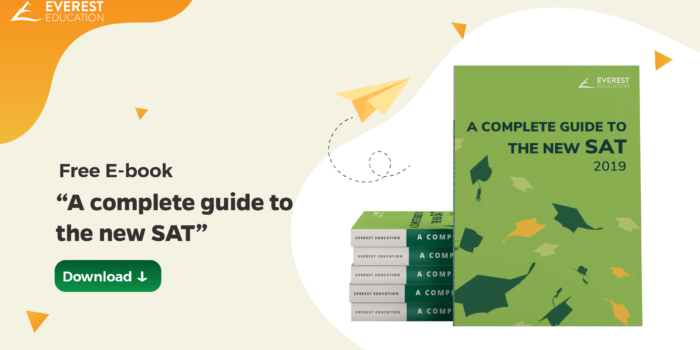 EVEREST
EDUCATION
Free E-book
“A complete guide to
the new SAT”
Download ↓
EVEREST
EDUCATION
A COMPLETE GUIDE TO
THE NEW SAT
2019
EVEREST EDUCATION A COMP
EVEREST EDUCATION A COMP
EVEREST EDUCATION A COMP
EVEREST EDUCATION A COMP
EVEREST EDUCATION A COMP